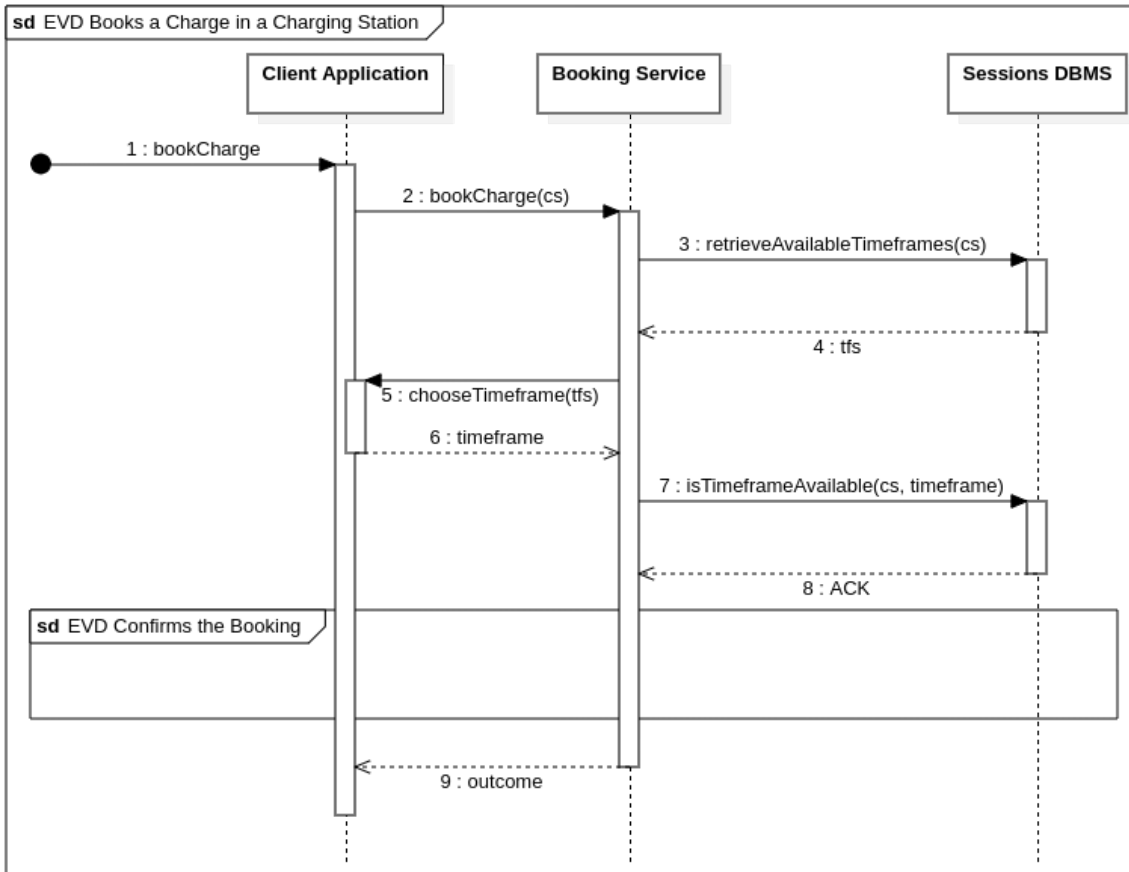 sd EVD Books a Charge in a Charging Station
Client Application
Booking Service
Sessions DBMS
1 : bookCharge
2 : bookCharge(cs)
3 : retrieveAvailableTimeframes(cs)
4 : tfs
5 : chooseTimeframe(tfs)
6 : timeframe
7 : isTimeframeAvailable(cs, timeframe)
8 : ACK
sd EVD Confirms the Booking
9 : outcome